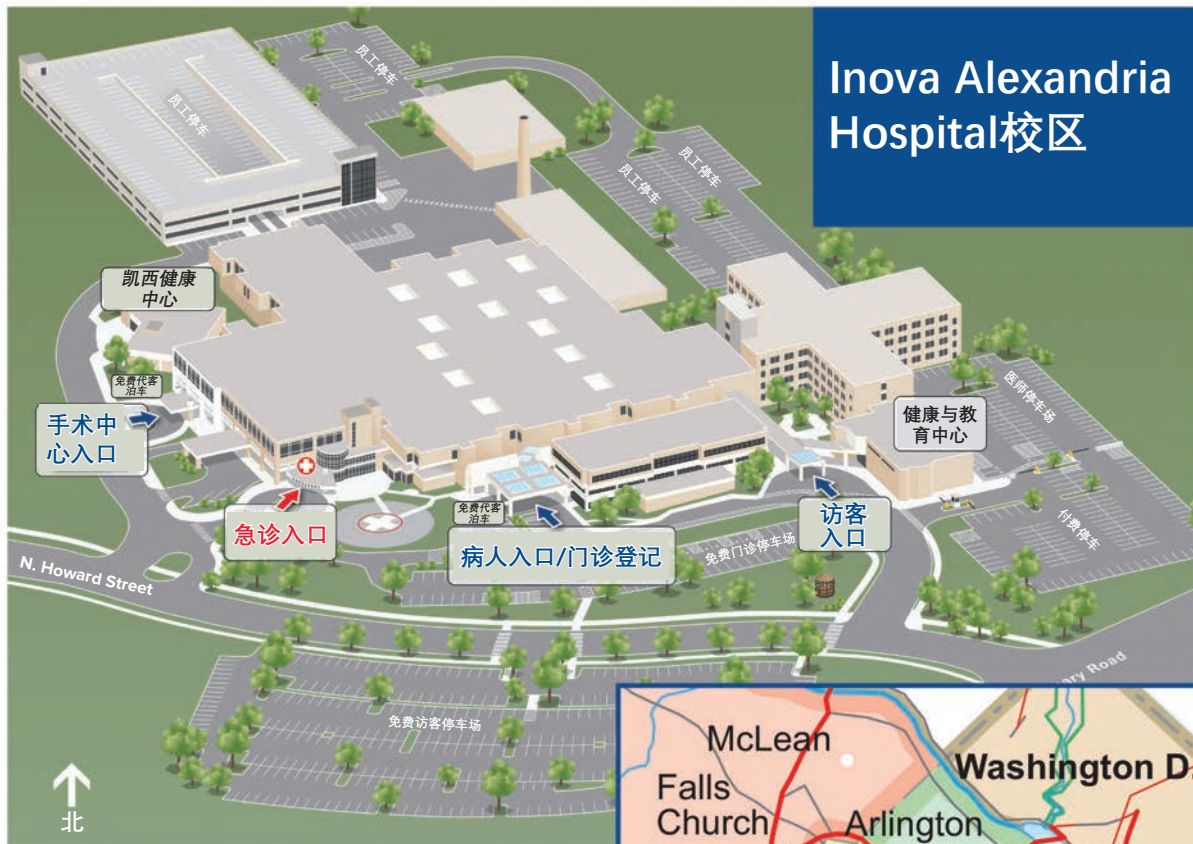 Inova Alexandria
Hospital校区
员工停车
员工停车
员工停车
员工停车
凯西健康
中心
免费代客
泊车
手术中
心入口
急诊入口
免费代客
泊车
病人入口/门诊登记
免费门诊停车场
访客
入口
健康与教
育中心
医师停车场
付费停车
N. Howard Street
免费访客停车场
北
Road
McLean
Falls
Church
Arlington
Washington D.